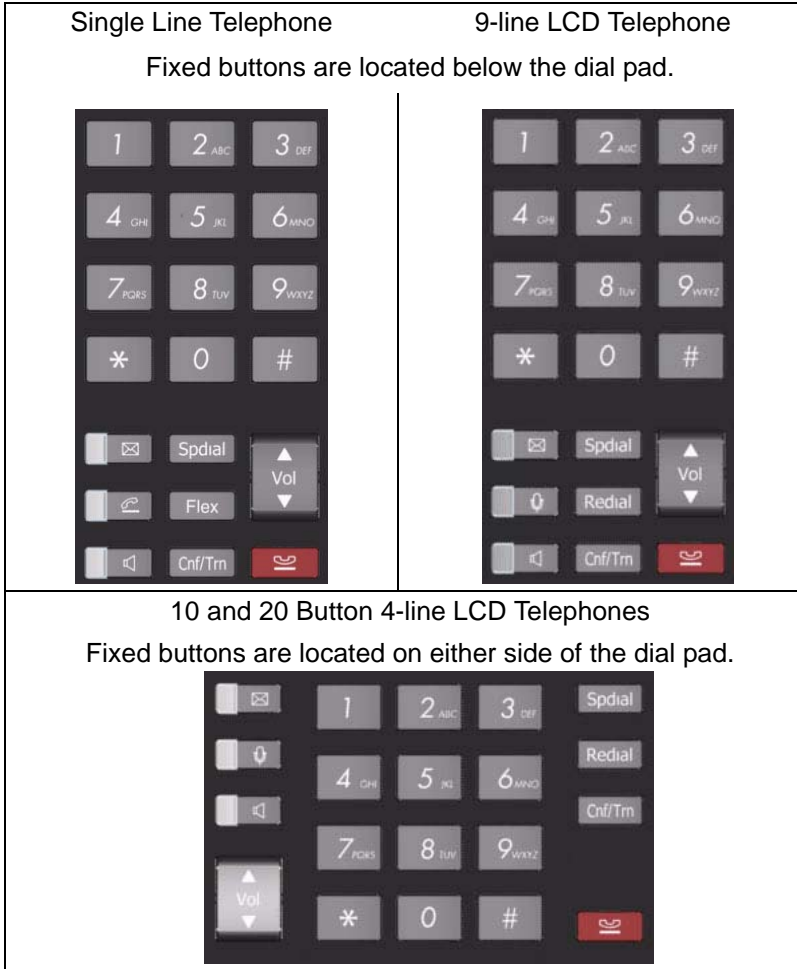 Single Line Telephone 9-line LCD Telephone
Fixed buttons are located below the dial pad.
1 2 ABC 3 DEF
4 GHI 5 JKL 6 MNO
7 PQRS 8 TUV 9 WXYZ
* 0 #
Spdial
Vol
Flex
Cnf/Trn
1 2 ABC 3 DEF
4 GHI 5 JKL 6 MNO
7 PQRS 8 TUV 9 WXYZ
* 0 #
Spdial
Vol
Redial
Cnf/Trn
10 and 20 Button 4-line LCD Telephones
Fixed buttons are located on either side of the dial pad.
1 2 ABC 3 DEF Spdial
Redial
4 GHI 5 JKL 6 MNO
Cnf/Trn
7 PQRS 8 TUV 9 WXYZ
Vol
* 0 #